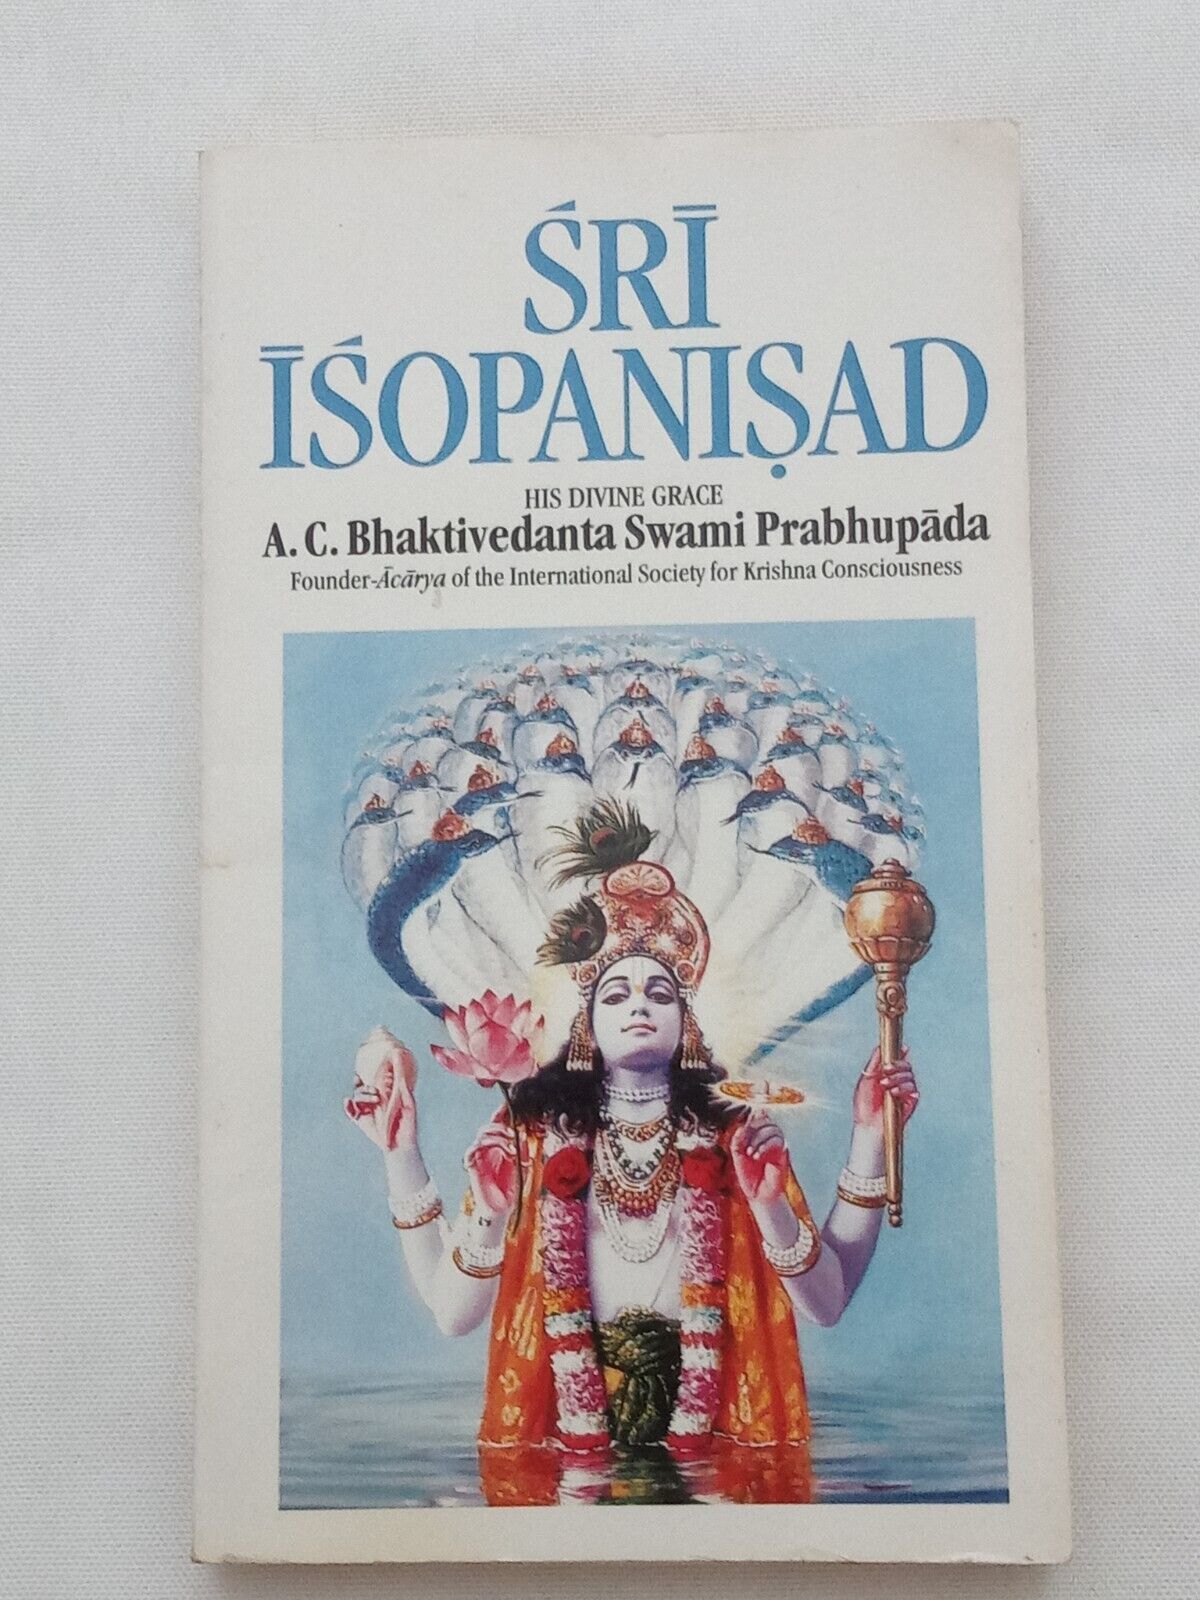 ŚRĪ
ĪŚOPANIṢAD
HIS DIVINE GRACE
A. C. Bhaktivedanta Swami Prabhupāda
Founder-Ācārya of the International Society for Krishna Consciousness